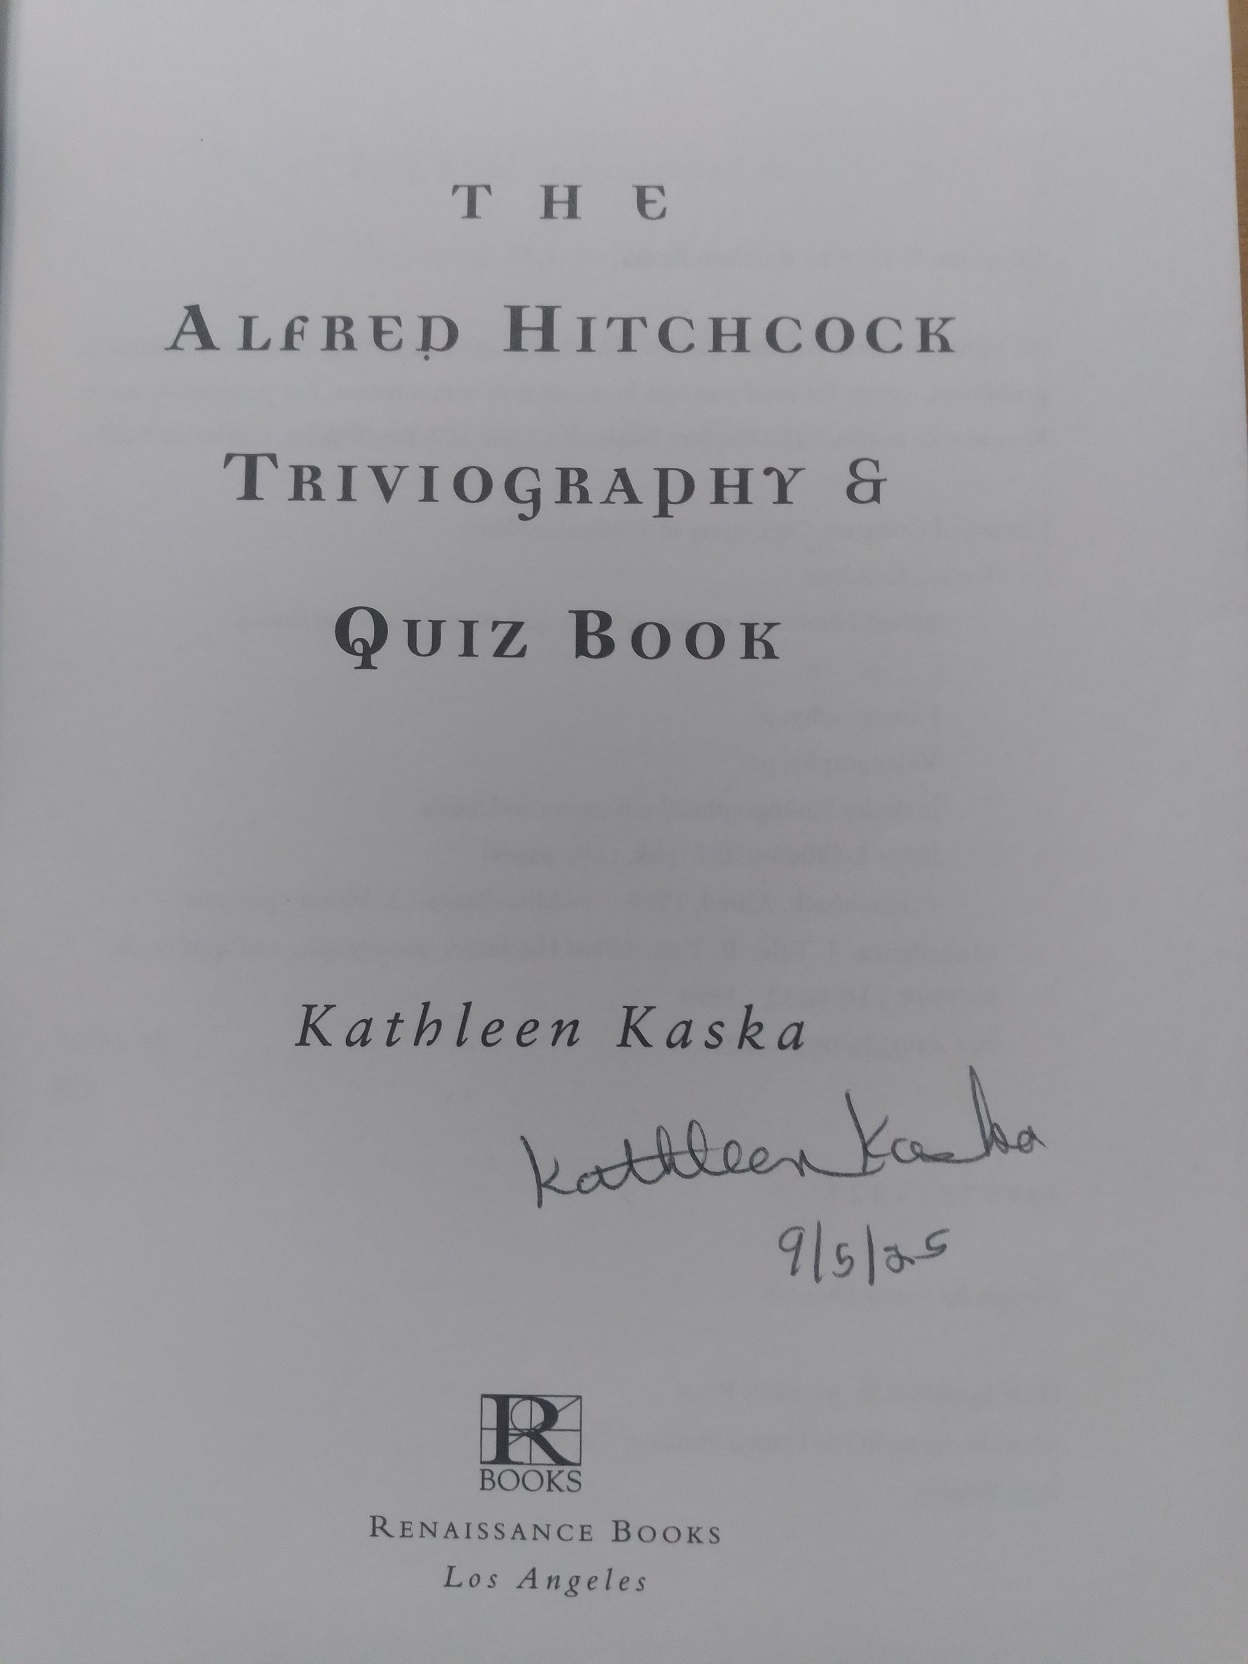 THE
ALFRED HITCHCOCK
TRIVIOGRAPHY &
QUIZ BOOK
Kathleen Kaska
Kathleen Kaska
9/5/25
R
BOOKS
RENAISSANCE BOOKS
Los Angeles